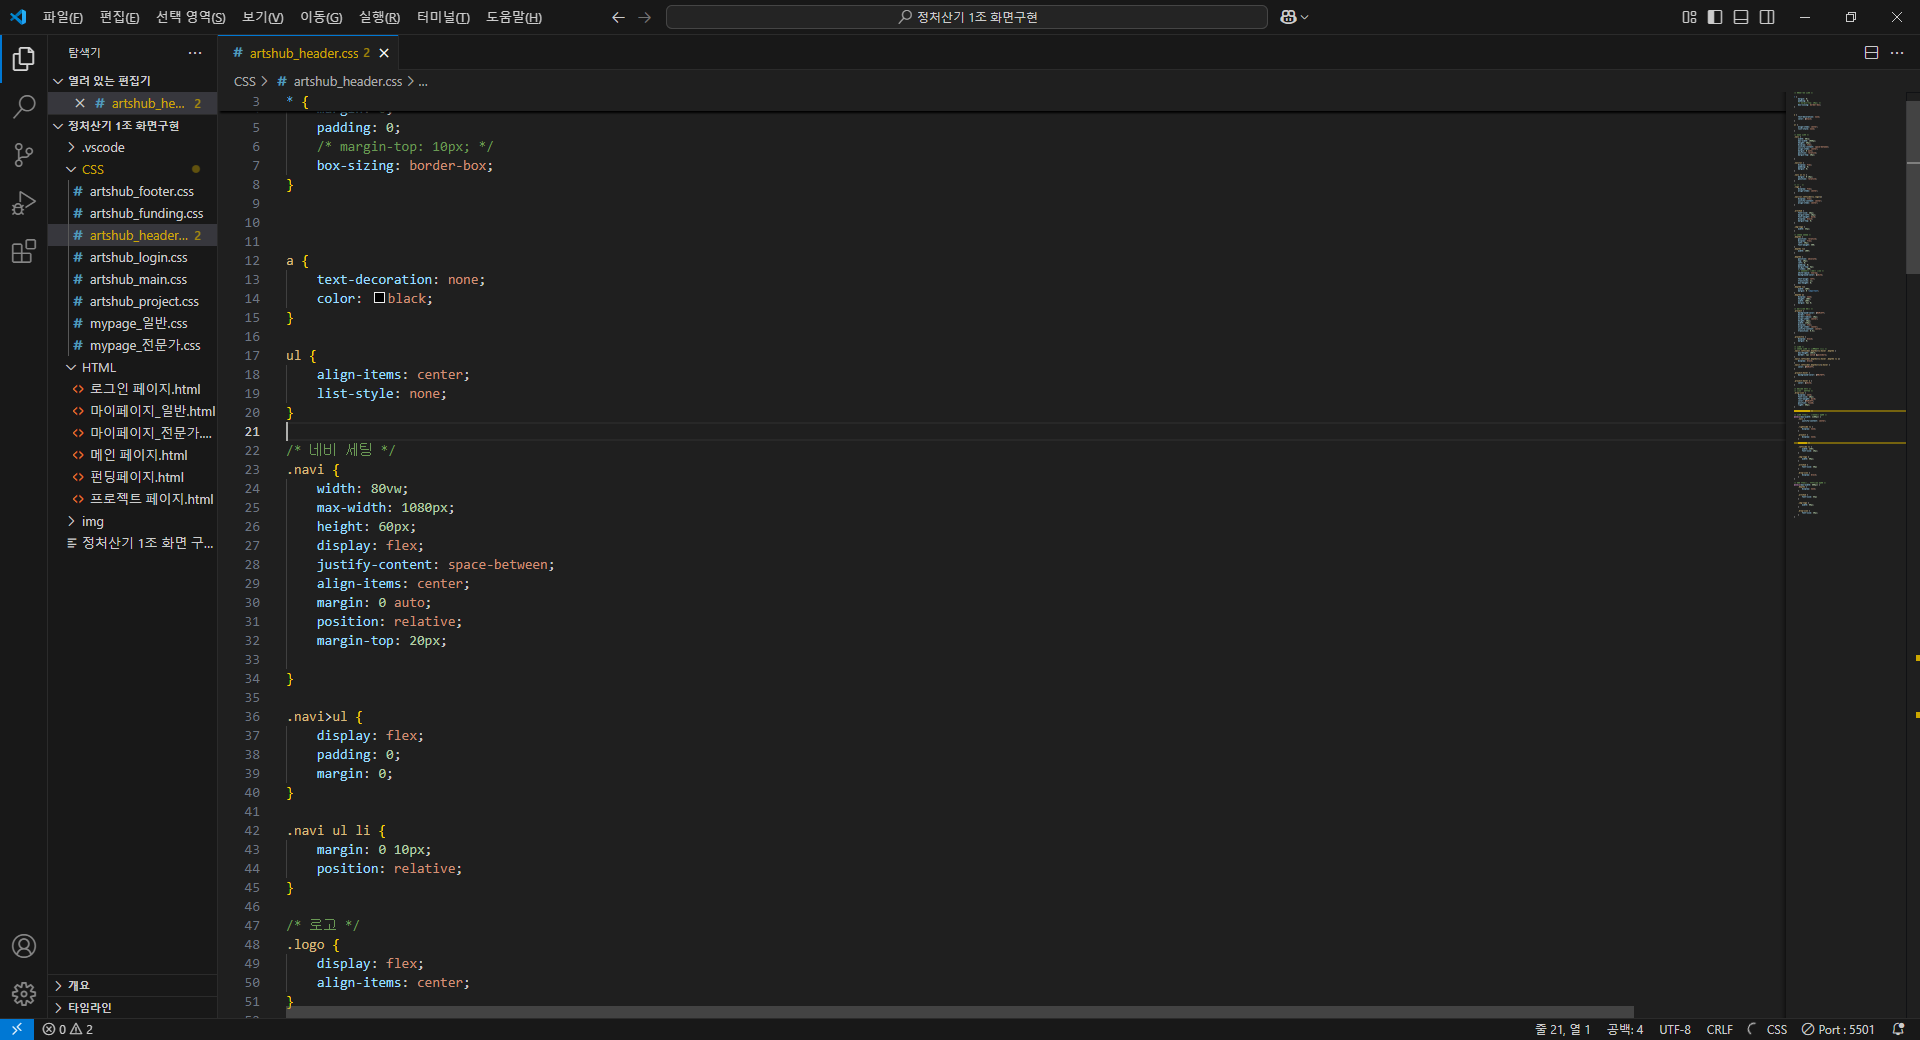 파일(F) 편집(E) 선택 영역(S) 보기(V) 이동(G) 실행(R) 터미널(T) 도움말(H) 정처산기 1조 화면구현
탐색기
열려 있는 편집기
artshub_he... 2
정처산기 1조 화면구현
.vscode
CSS
artshub_footer.css
artshub_funding.css
artshub_header... 2
artshub_login.css
artshub_main.css
artshub_project.css
mypage_일반.css
mypage_전문가.css
HTML
로그인 페이지.html
마이페이지_일반.html
마이페이지_전문가....
메인 페이지.html
펀딩페이지.html
프로젝트 페이지.html
img
정처산기 1조 화면 구...
개요
타임라인
# artshub_header.css 2
CSS > # artshub_header.css > ...
3 * {
5 padding: 0;
6 /* margin-top: 10px; */
7 box-sizing: border-box;
8 }
9
10
11
12 a {
13 text-decoration: none;
14 color: black;
15 }
16
17 ul {
18 align-items: center;
19 list-style: none;
20 }
21
22 /* 네비 세팅 */
23 .navi {
24 width: 80vw;
25 max-width: 1080px;
26 height: 60px;
27 display: flex;
28 justify-content: space-between;
29 align-items: center;
30 margin: 0 auto;
31 position: relative;
32 margin-top: 20px;
33
34 }
35
36 .navi>ul {
37 display: flex;
38 padding: 0;
39 margin: 0;
40 }
41
42 .navi ul li {
43 margin: 0 10px;
44 position: relative;
45 }
46
47 /* 로고 */
48 .logo {
49 display: flex;
50 align-items: center;
51 }
0 2 줄 21, 열 1 공백: 4 UTF-8 CRLF CSS Port : 5501